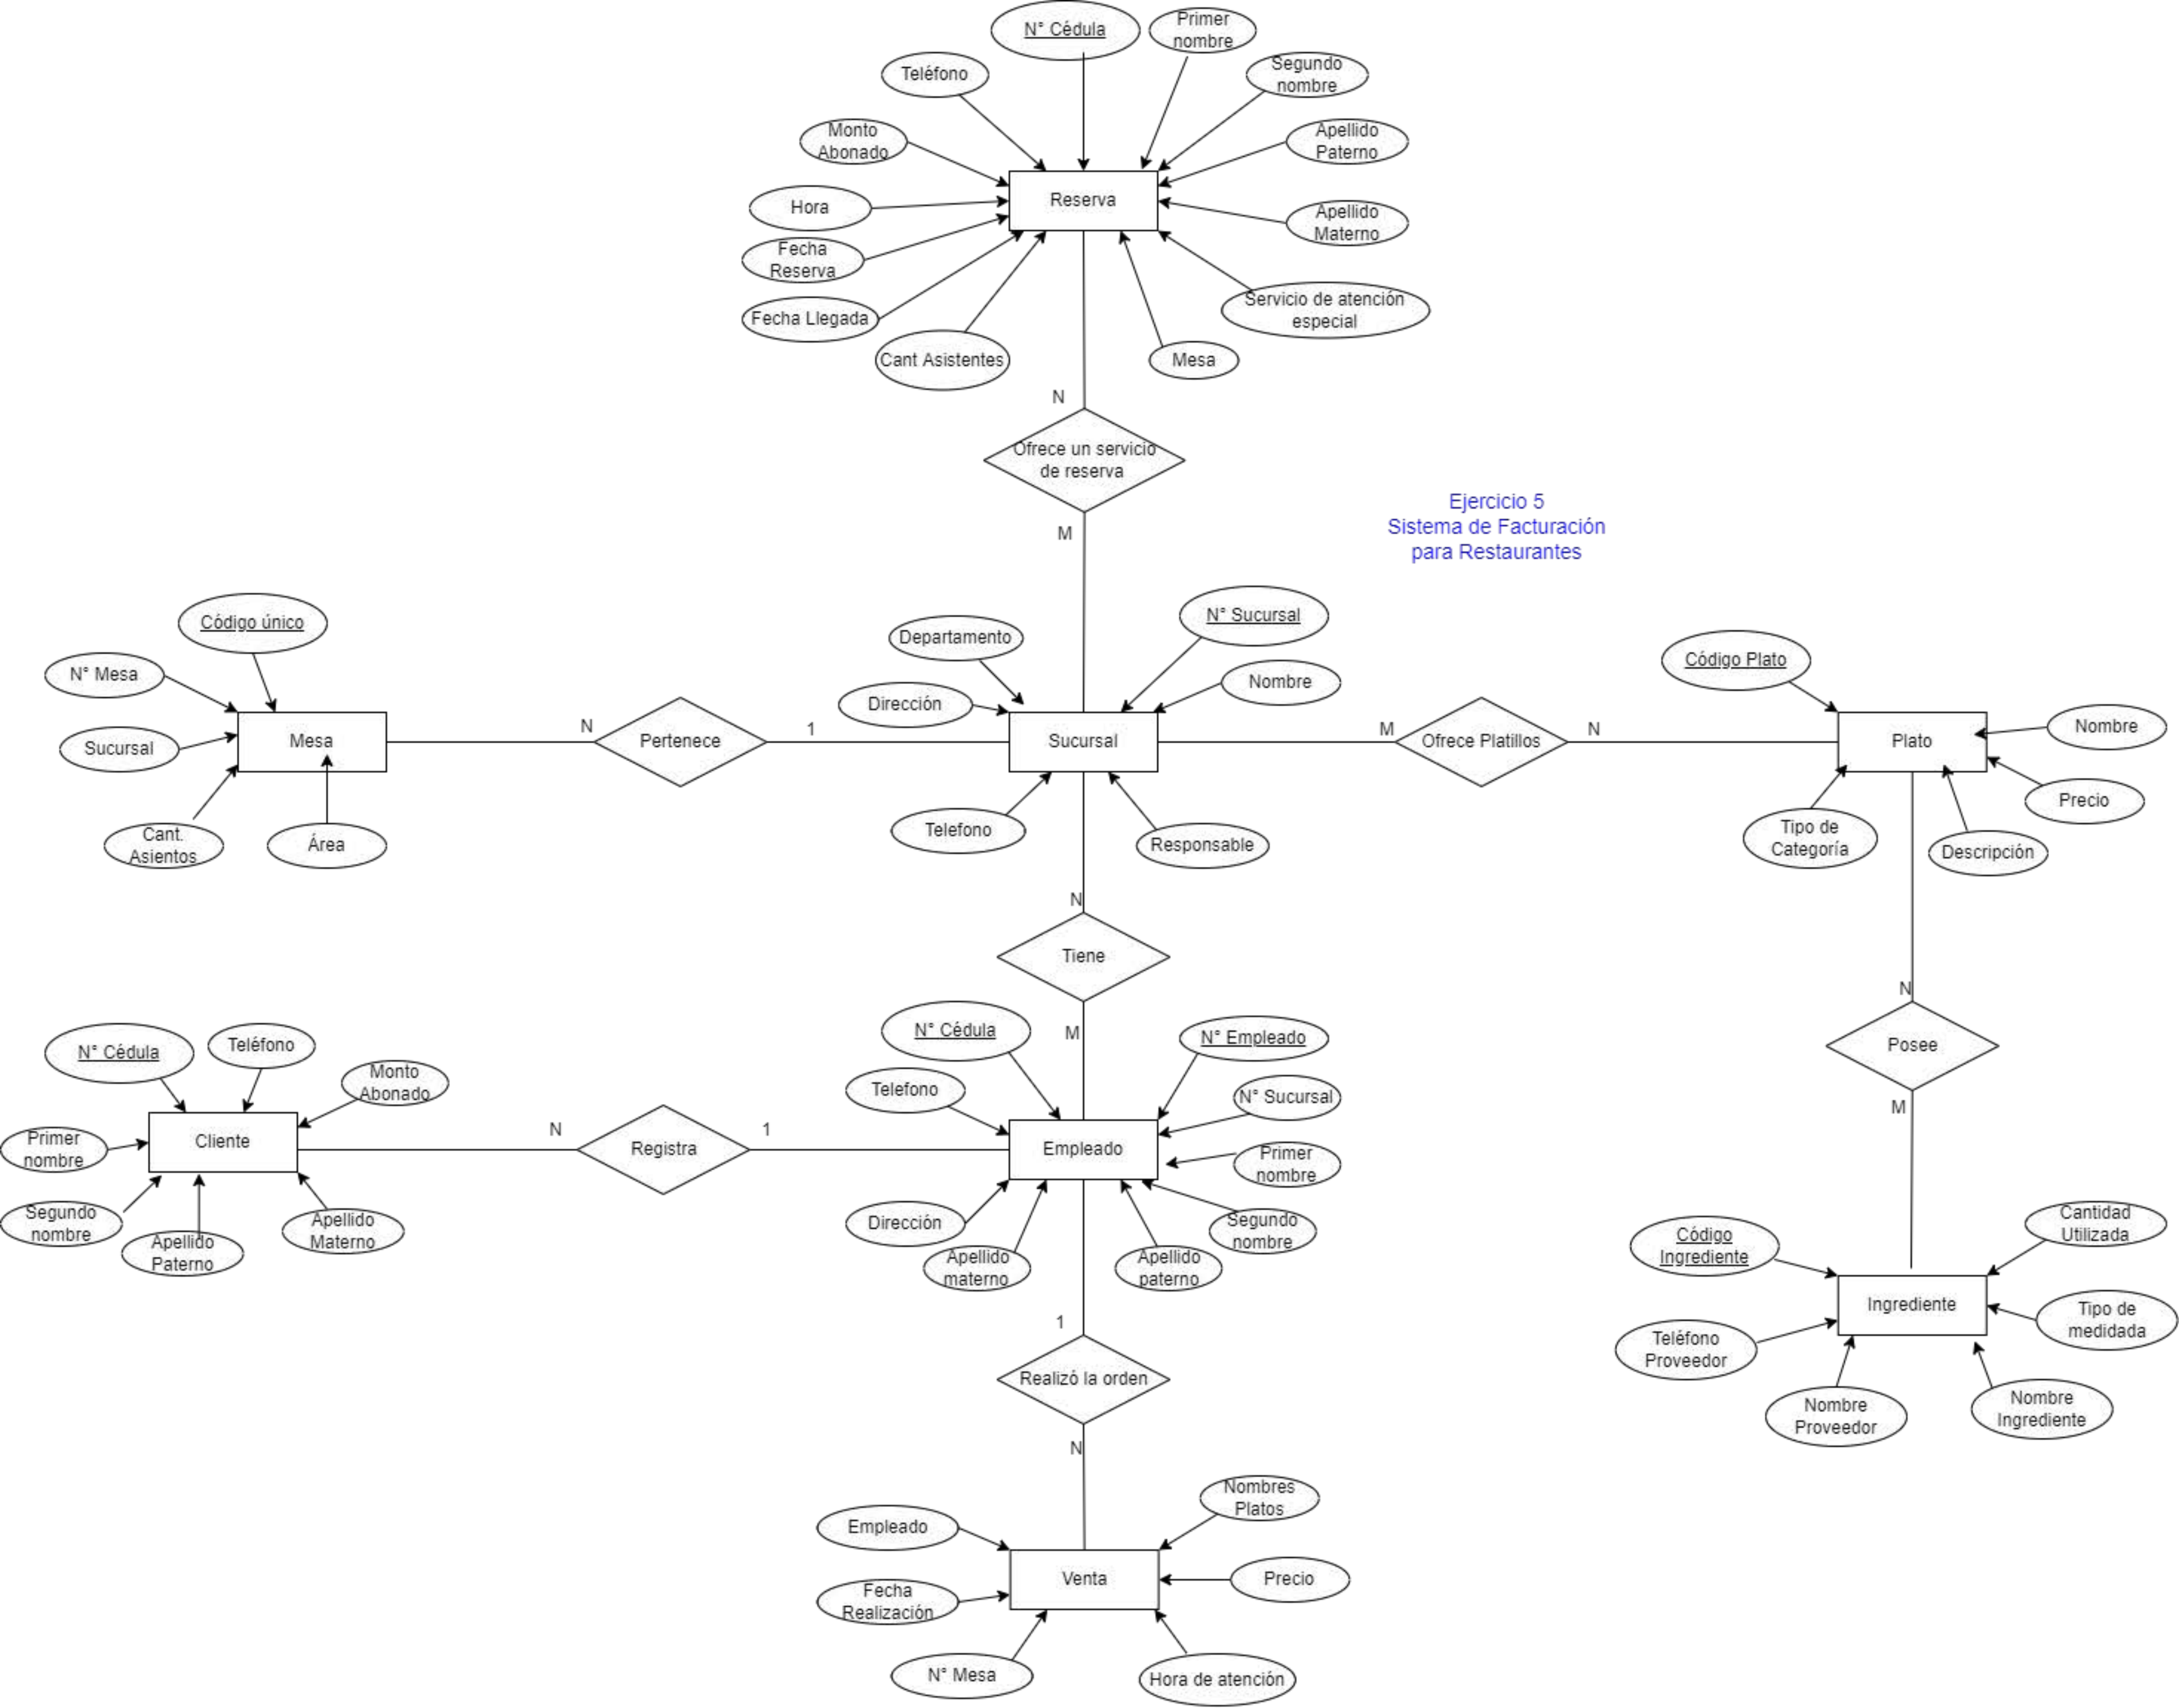 N° Cédula
Primer
nombre
Teléfono
Segundo
nombre
Monto
Abonado
Apellido
Paterno
Reserva
Hora
Apellido
Materno
Fecha
Reserva
Fecha Llegada
Servicio de atención
especial
Cant Asistentes
Mesa
N
Ofrece un servicio
de reserva
M
Ejercicio 5
Sistema de Facturación
para Restaurantes
Código único
N° Mesa
Sucursal
Mesa
Cant.
Asientos
Área
N
Pertenece
1
Departamento
N° Sucursal
Dirección
Nombre
Sucursal
Telefono
Responsable
M
Ofrece Platillos
N
Código Plato
Nombre
Plato
Precio
Tipo de
Categoría
Descripción
N
Tiene
M
N
Posee
M
N° Cédula
Teléfono
Monto
Abonado
Primer
nombre
Cliente
Segundo
nombre
Apellido
Paterno
Apellido
Materno
N
Registra
1
N° Cédula
N° Empleado
Telefono
N° Sucursal
Empleado
Primer
nombre
Dirección
Segundo
nombre
Apellido
materno
Apellido
paterno
Código
Ingrediente
Cantidad
Utilizada
Ingrediente
Tipo de
medidada
Teléfono
Proveedor
Nombre
Proveedor
Nombre
Ingrediente
1
Realizó la orden
N
Nombres
Platos
Empleado
Venta
Precio
Fecha
Realización
N° Mesa
Hora de atención